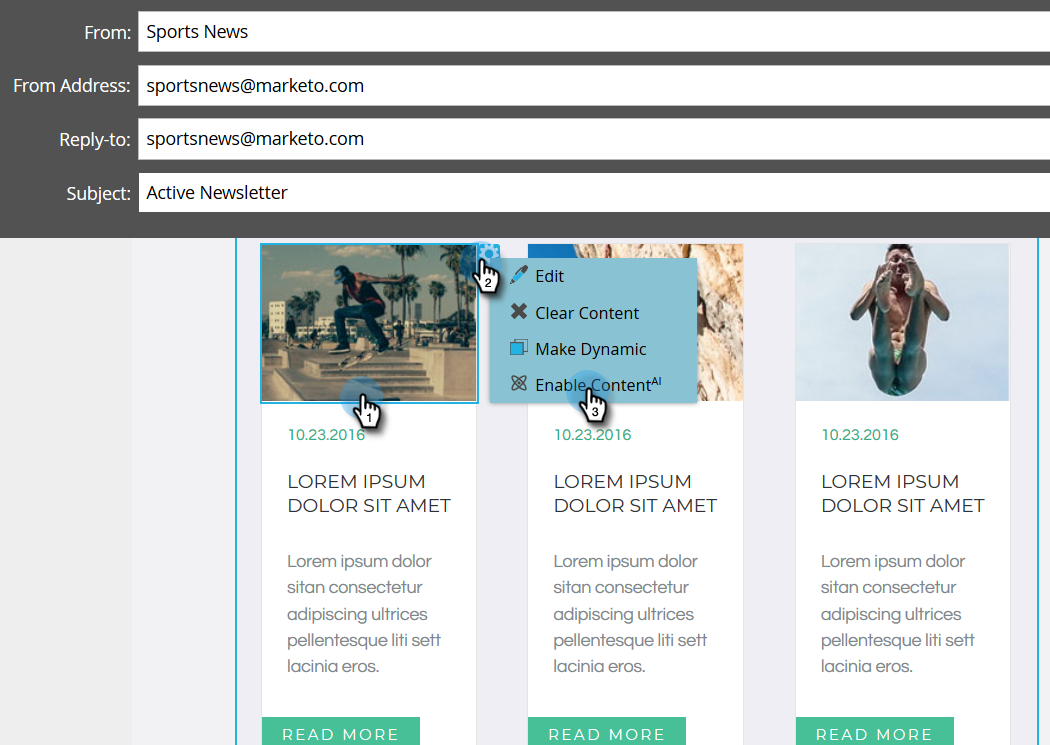 From: Sports News
From Address: sportsnews@marketo.com
Reply-to: sportsnews@marketo.com
Subject: Active Newsletter
2
Edit
Clear Content
Make Dynamic
Enable ContentAI
1
3
10.23.2016
LOREM IPSUM
DOLOR SIT AMET
Lorem ipsum dolor
sitan consectetur
adipiscing ultrices
pellentesque liti sett
lacinia eros.
READ MORE
10.23.2016
LOREM IPSUM
DOLOR SIT AMET
Lorem ipsum dolor
sitan consectetur
adipiscing ultrices
pellentesque liti sett
lacinia eros.
READ MORE
10.23.2016
LOREM IPSUM
DOLOR SIT AMET
Lorem ipsum dolor
sitan consectetur
adipiscing ultrices
pellentesque liti sett
lacinia eros.
READ MORE